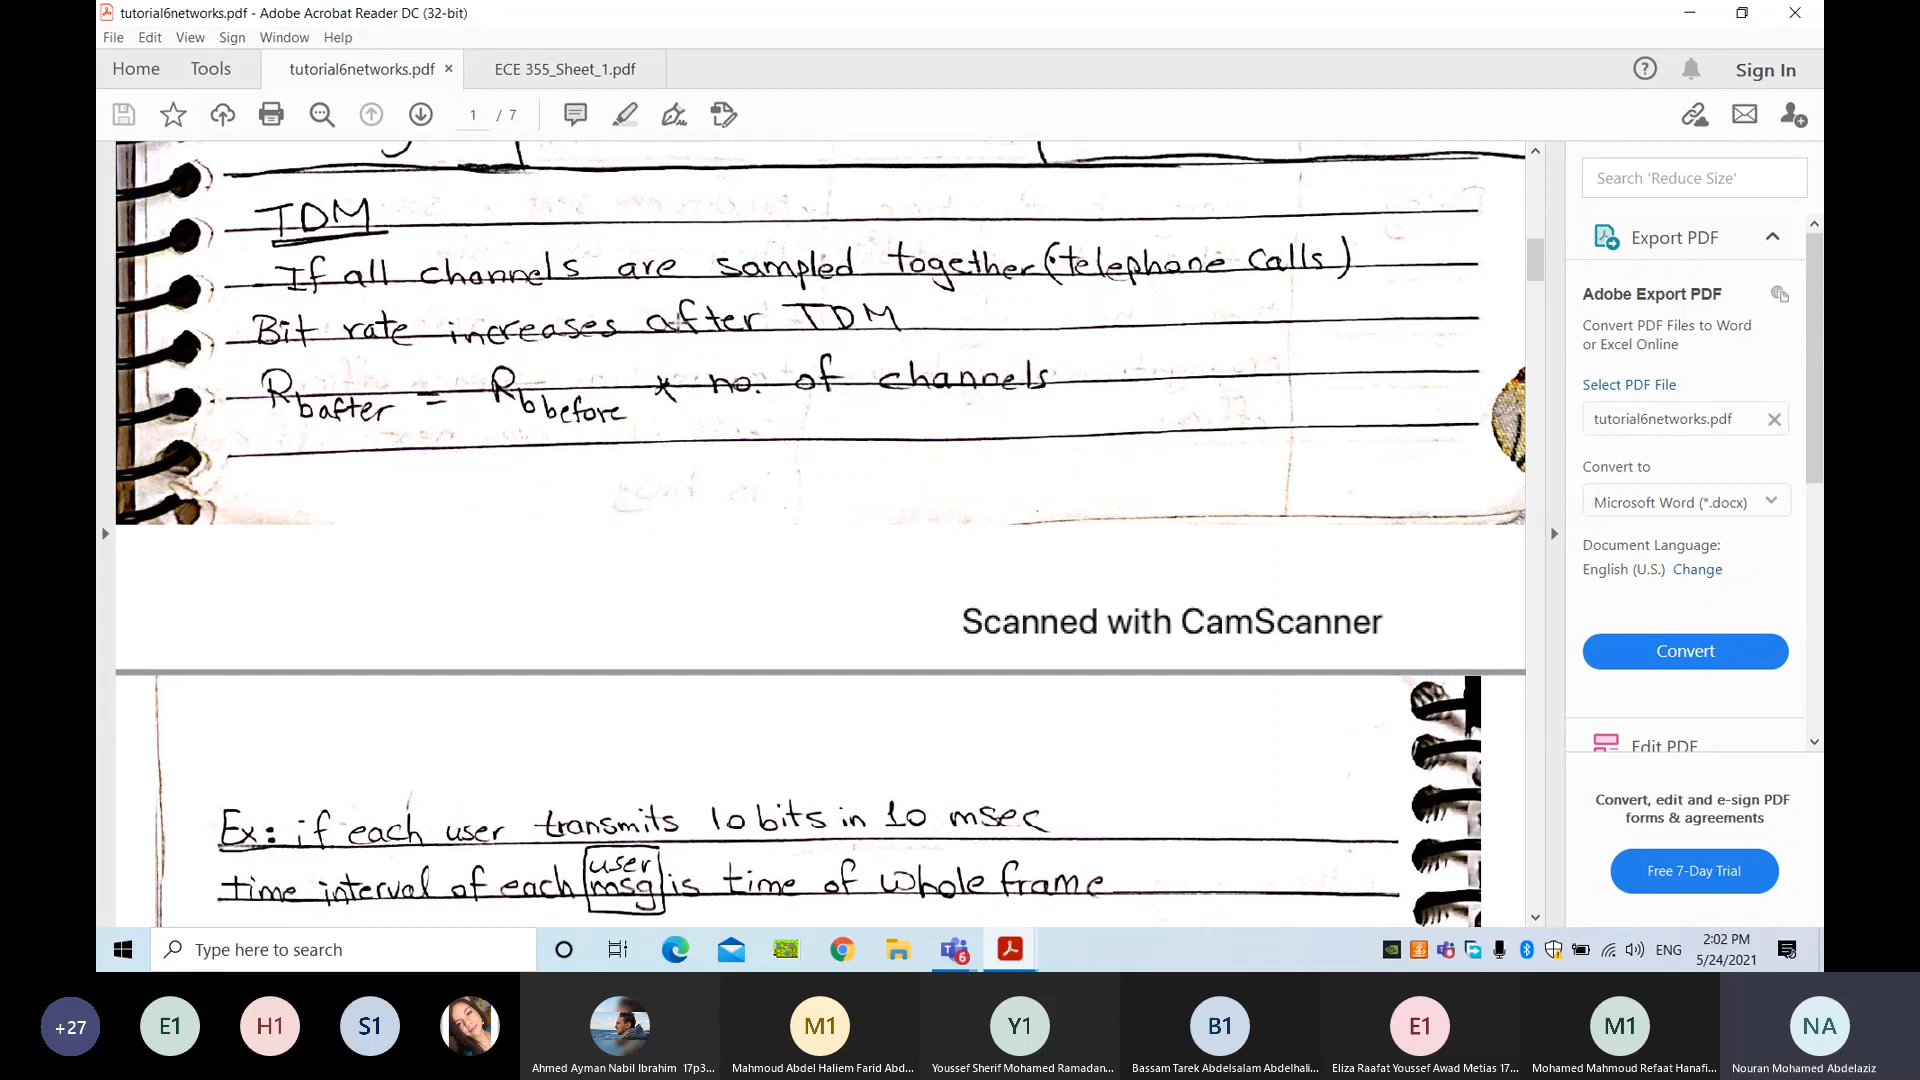 tutorial6networks.pdf - Adobe Acrobat Reader DC (32-bit)
File Edit View Sign Window Help
Home Tools tutorial6networks.pdf × ECE 355_Sheet_1.pdf
? Sign In
1 / 7
TDM
If all channels are sampled together (telephone calls)
Bit rate increases after TDM
Rb after = Rb before * no. of channels
Scanned with CamScanner
Ex: if each user transmits 10 bits in 10 msec
time interval of each user msg is time of whole frame
Search 'Reduce Size'
Export PDF
Adobe Export PDF
Convert PDF Files to Word
or Excel Online
Select PDF File
tutorial6networks.pdf
Convert to
Microsoft Word (*.docx)
Document Language:
English (U.S.) Change
Convert
Edit PDF
Convert, edit and e-sign PDF
forms & agreements
Free 7-Day Trial
Type here to search
6
ENG
2:02 PM
5/24/2021
+27 E1 H1 S1 M1 Y1 B1 E1 M1 NA
Ahmed Ayman Nabil Ibrahim 17p3...
Mahmoud Abdel Haliem Farid Abd...
Youssef Sherif Mohamed Ramadan...
Bassam Tarek Abdelsalam Abdelhali...
Eliza Raafat Youssef Awad Metias 17...
Mohamed Mahmoud Refaat Hanafi...
Nouran Mohamed Abdelaziz